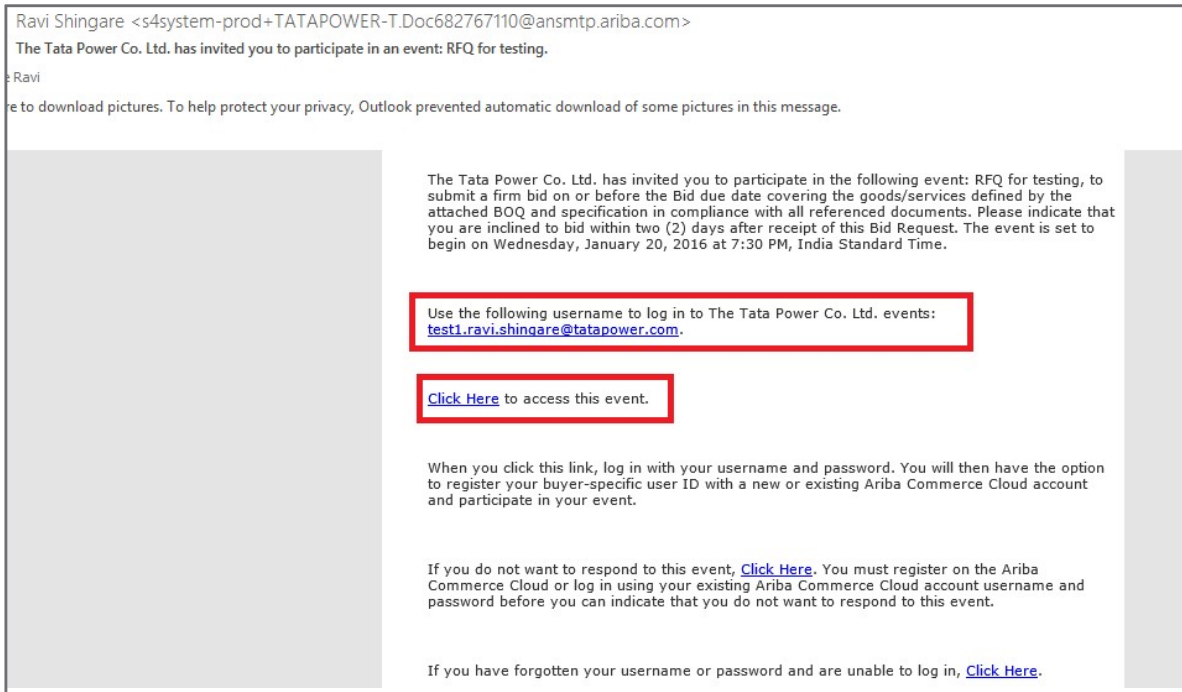 Ravi Shingare <s4system-prod+TATAPOWER-T.Doc682767110@ansmtp.ariba.com>
The Tata Power Co. Ltd. has invited you to participate in an event: RFQ for testing.
e Ravi
re to download pictures. To help protect your privacy, Outlook prevented automatic download of some pictures in this message.
The Tata Power Co. Ltd. has invited you to participate in the following event: RFQ for testing, to
submit a firm bid on or before the Bid due date covering the goods/services defined by the
attached BOQ and specification in compliance with all referenced documents. Please indicate that
you are inclined to bid within two (2) days after receipt of this Bid Request. The event is set to
begin on Wednesday, January 20, 2016 at 7:30 PM, India Standard Time.
Use the following username to log in to The Tata Power Co. Ltd. events:
test1.ravi.shingare@tatapower.com.
Click Here to access this event.
When you click this link, log in with your username and password. You will then have the option
to register your buyer-specific user ID with a new or existing Ariba Commerce Cloud account
and participate in your event.
If you do not want to respond to this event, Click Here. You must register on the Ariba
Commerce Cloud or log in using your existing Ariba Commerce Cloud account username and
password before you can indicate that you do not want to respond to this event.
If you have forgotten your username or password and are unable to log in, Click Here.